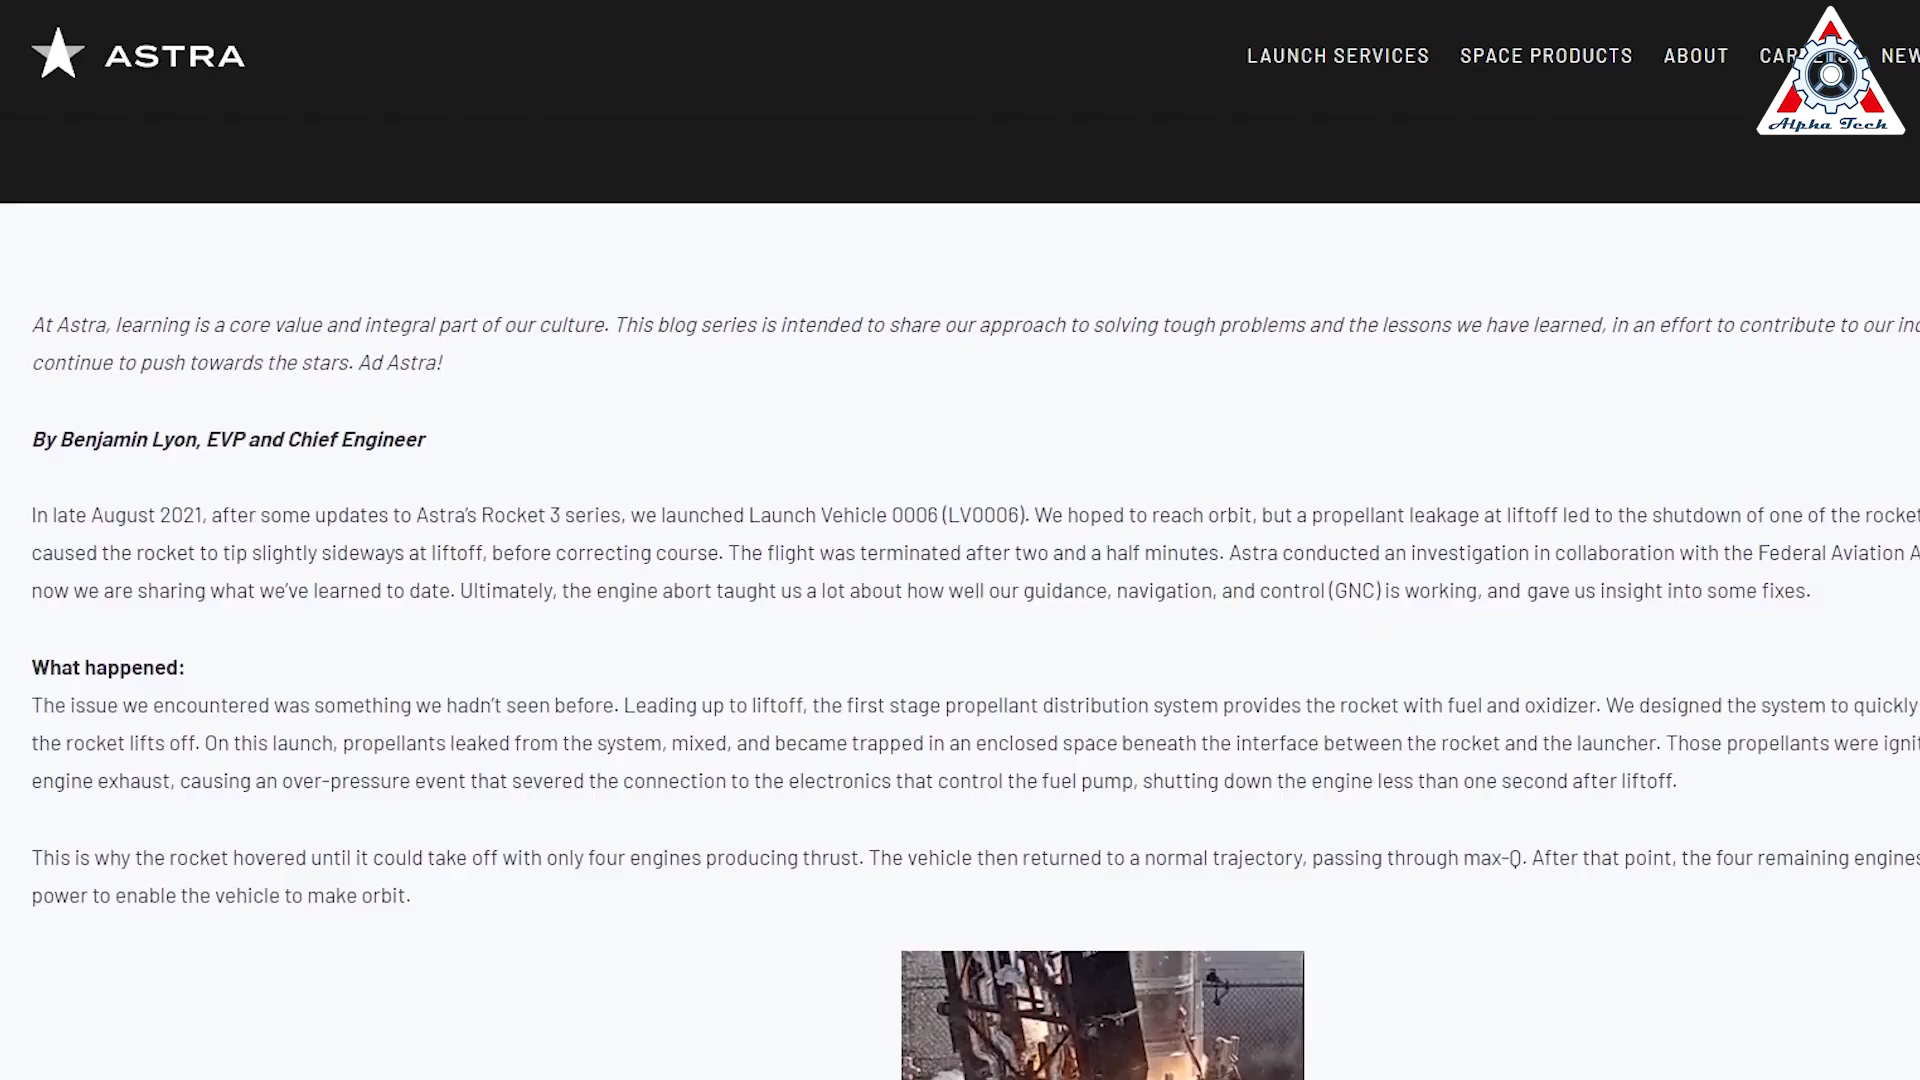 ASTRA
LAUNCH SERVICES SPACE PRODUCTS ABOUT NEW
Alpha Tech
At Astra, learning is a core value and integral part of our culture. This blog series is intended to share our approach to solving tough problems and the lessons we have learned, in an effort to contribute to our
continue to push towards the stars. Ad Astra!
By Benjamin Lyon, EVP and Chief Engineer
In late August 2021, after some updates to Astra’s Rocket 3 series, we launched Launch Vehicle 0006 (LV0006). We hoped to reach orbit, but a propellant leakage at liftoff led to the shutdown of one of the rocket
caused the rocket to tip slightly sideways at liftoff, before correcting course. The flight was terminated after two and a half minutes. Astra conducted an investigation in collaboration with the Federal Aviation A
now we are sharing what we’ve learned to date. Ultimately, the engine abort taught us a lot about how well our guidance, navigation, and control (GNC) is working, and gave us insight into some fixes.
What happened:
The issue we encountered was something we hadn’t seen before. Leading up to liftoff, the first stage propellant distribution system provides the rocket with fuel and oxidizer. We designed the system to quickly
the rocket lifts off. On this launch, propellants leaked from the system, mixed, and became trapped in an enclosed space beneath the interface between the rocket and the launcher. Those propellants were ignit
engine exhaust, causing an over-pressure event that severed the connection to the electronics that control the fuel pump, shutting down the engine less than one second after liftoff.
This is why the rocket hovered until it could take off with only four engines producing thrust. The vehicle then returned to a normal trajectory, passing through max-Q. After that point, the four remaining engines
power to enable the vehicle to make orbit.